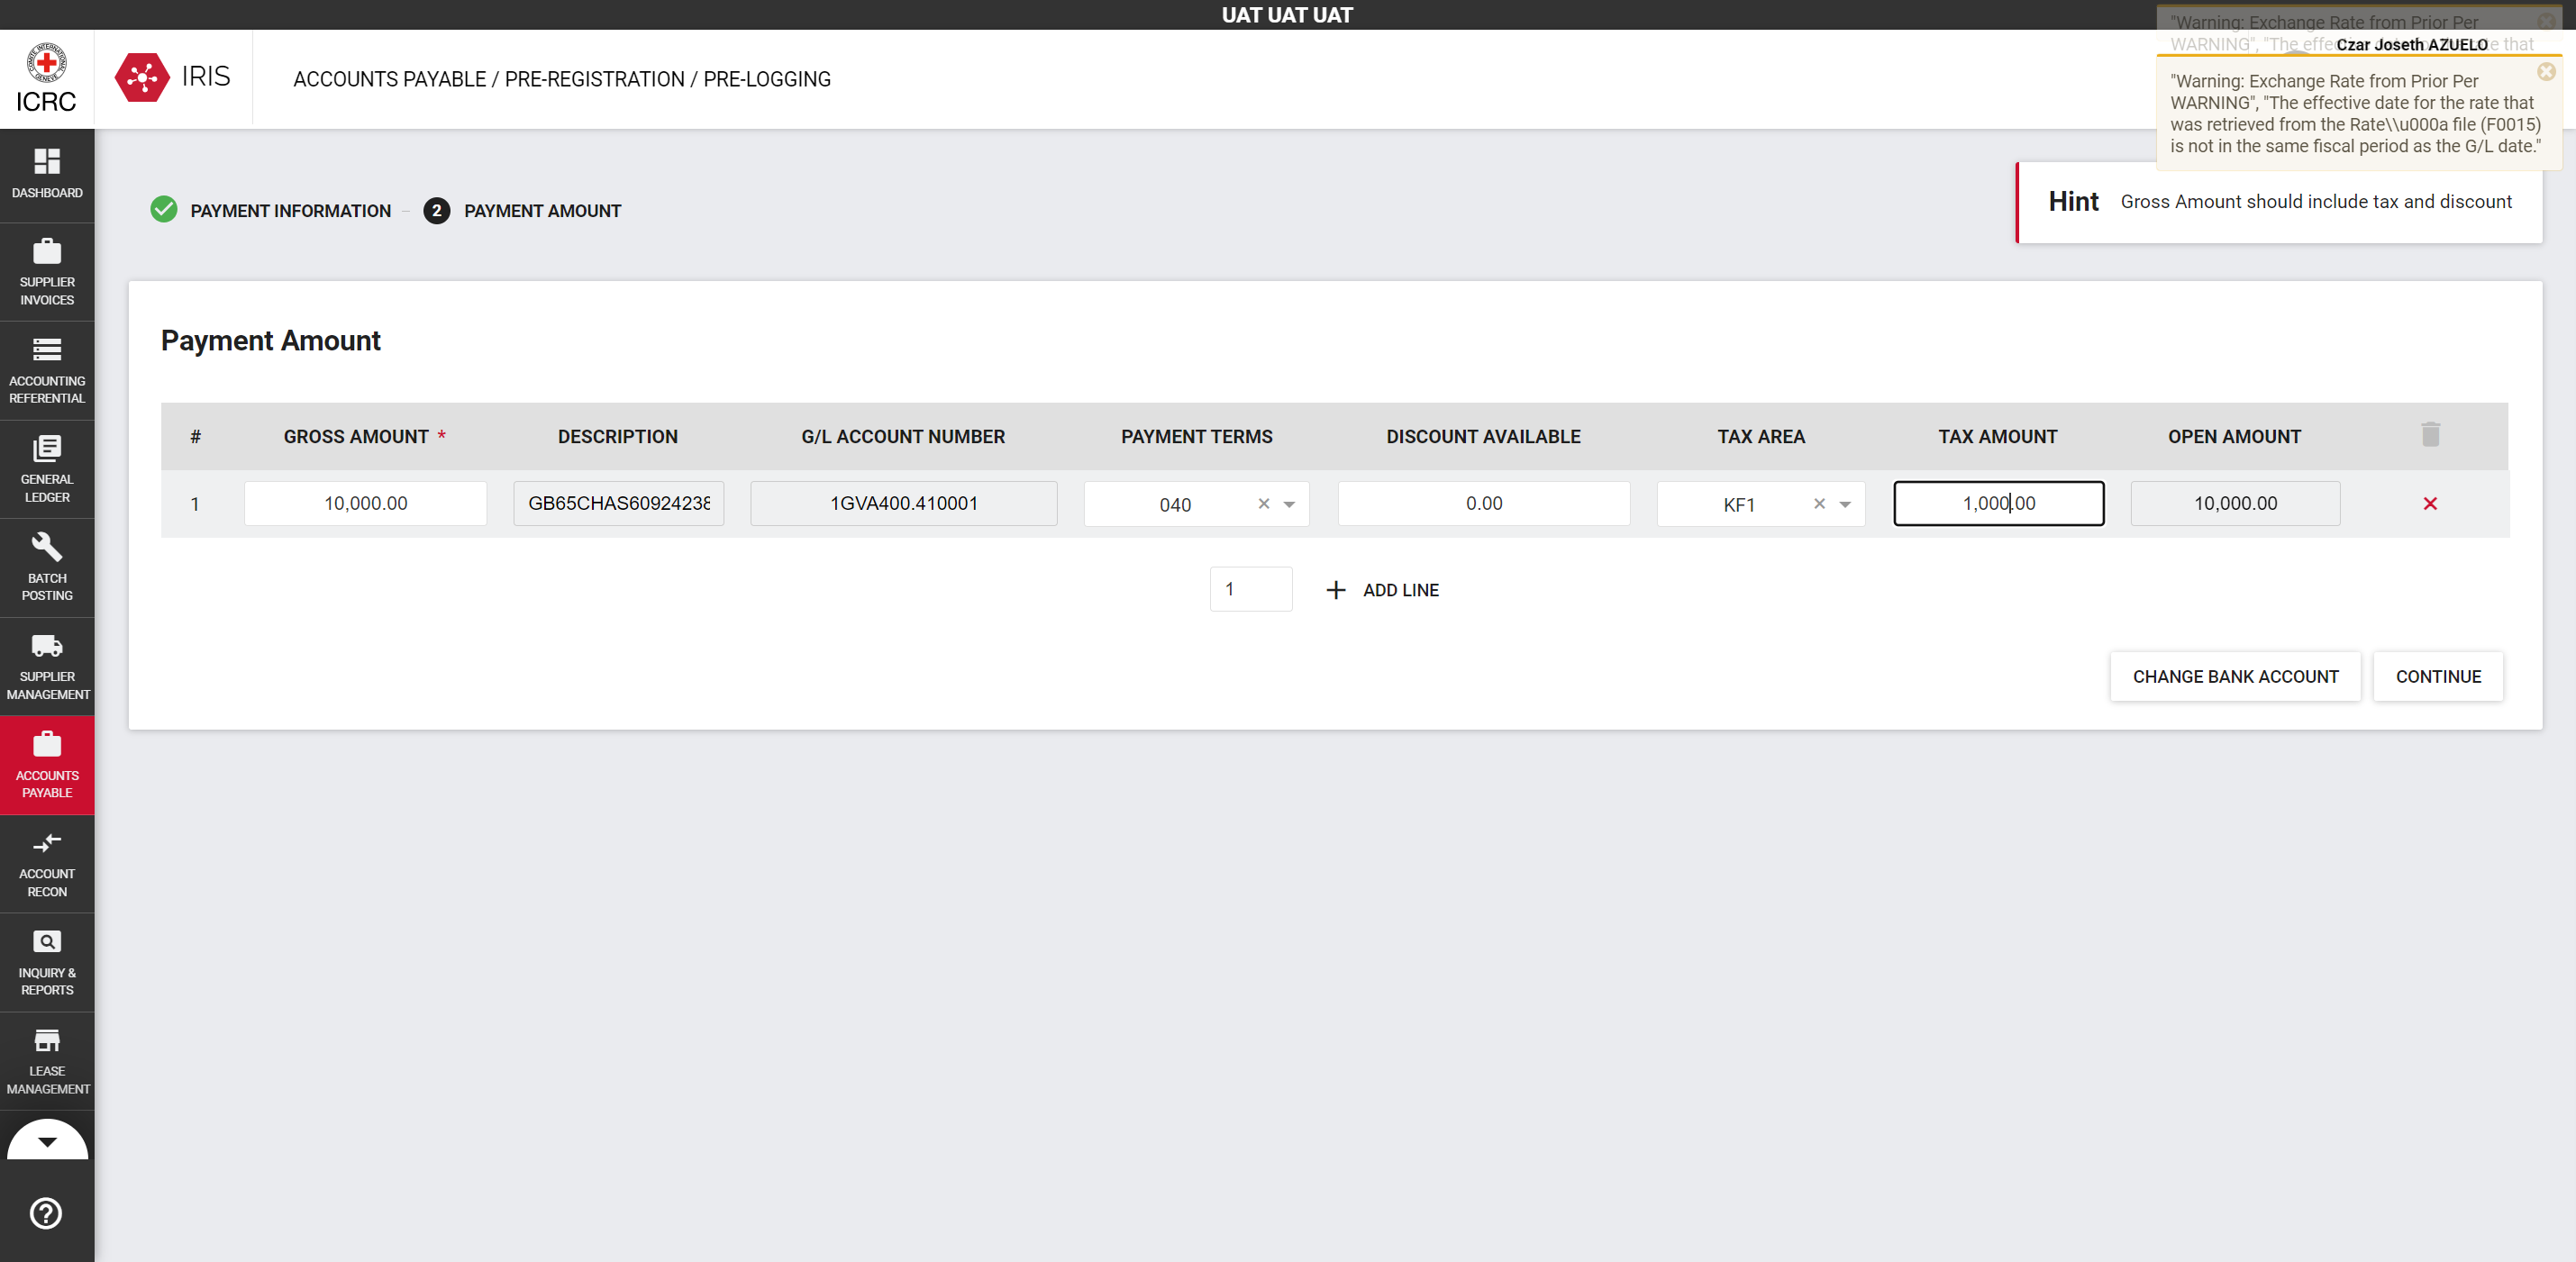 UAT UAT UAT
ICRC
IRIS
ACCOUNTS PAYABLE / PRE-REGISTRATION / PRE-LOGGING
"Warning: Exchange Rate from Prior Per
WARNING", "The effective date for the rate that
Czar Joseth AZUELO
"Warning: Exchange Rate from Prior Per
WARNING", "The effective date for the rate that
was retrieved from the Rate\\u000a file (F0015)
is not in the same fiscal period as the G/L date."
DASHBOARD
SUPPLIER
INVOICES
ACCOUNTING
REFERENTIAL
GENERAL
LEDGER
BATCH
POSTING
SUPPLIER
MANAGEMENT
ACCOUNTS
PAYABLE
ACCOUNT
RECON
INQUIRY &
REPORTS
LEASE
MANAGEMENT
PAYMENT INFORMATION
2 PAYMENT AMOUNT
Hint Gross Amount should include tax and discount
Payment Amount
# GROSS AMOUNT * DESCRIPTION G/L ACCOUNT NUMBER PAYMENT TERMS DISCOUNT AVAILABLE TAX AREA TAX AMOUNT OPEN AMOUNT
1 10,000.00 GB65CHAS60924238 1GVA400.410001 040 0.00 KF1 1,000.00 10,000.00
1 + ADD LINE
CHANGE BANK ACCOUNT CONTINUE